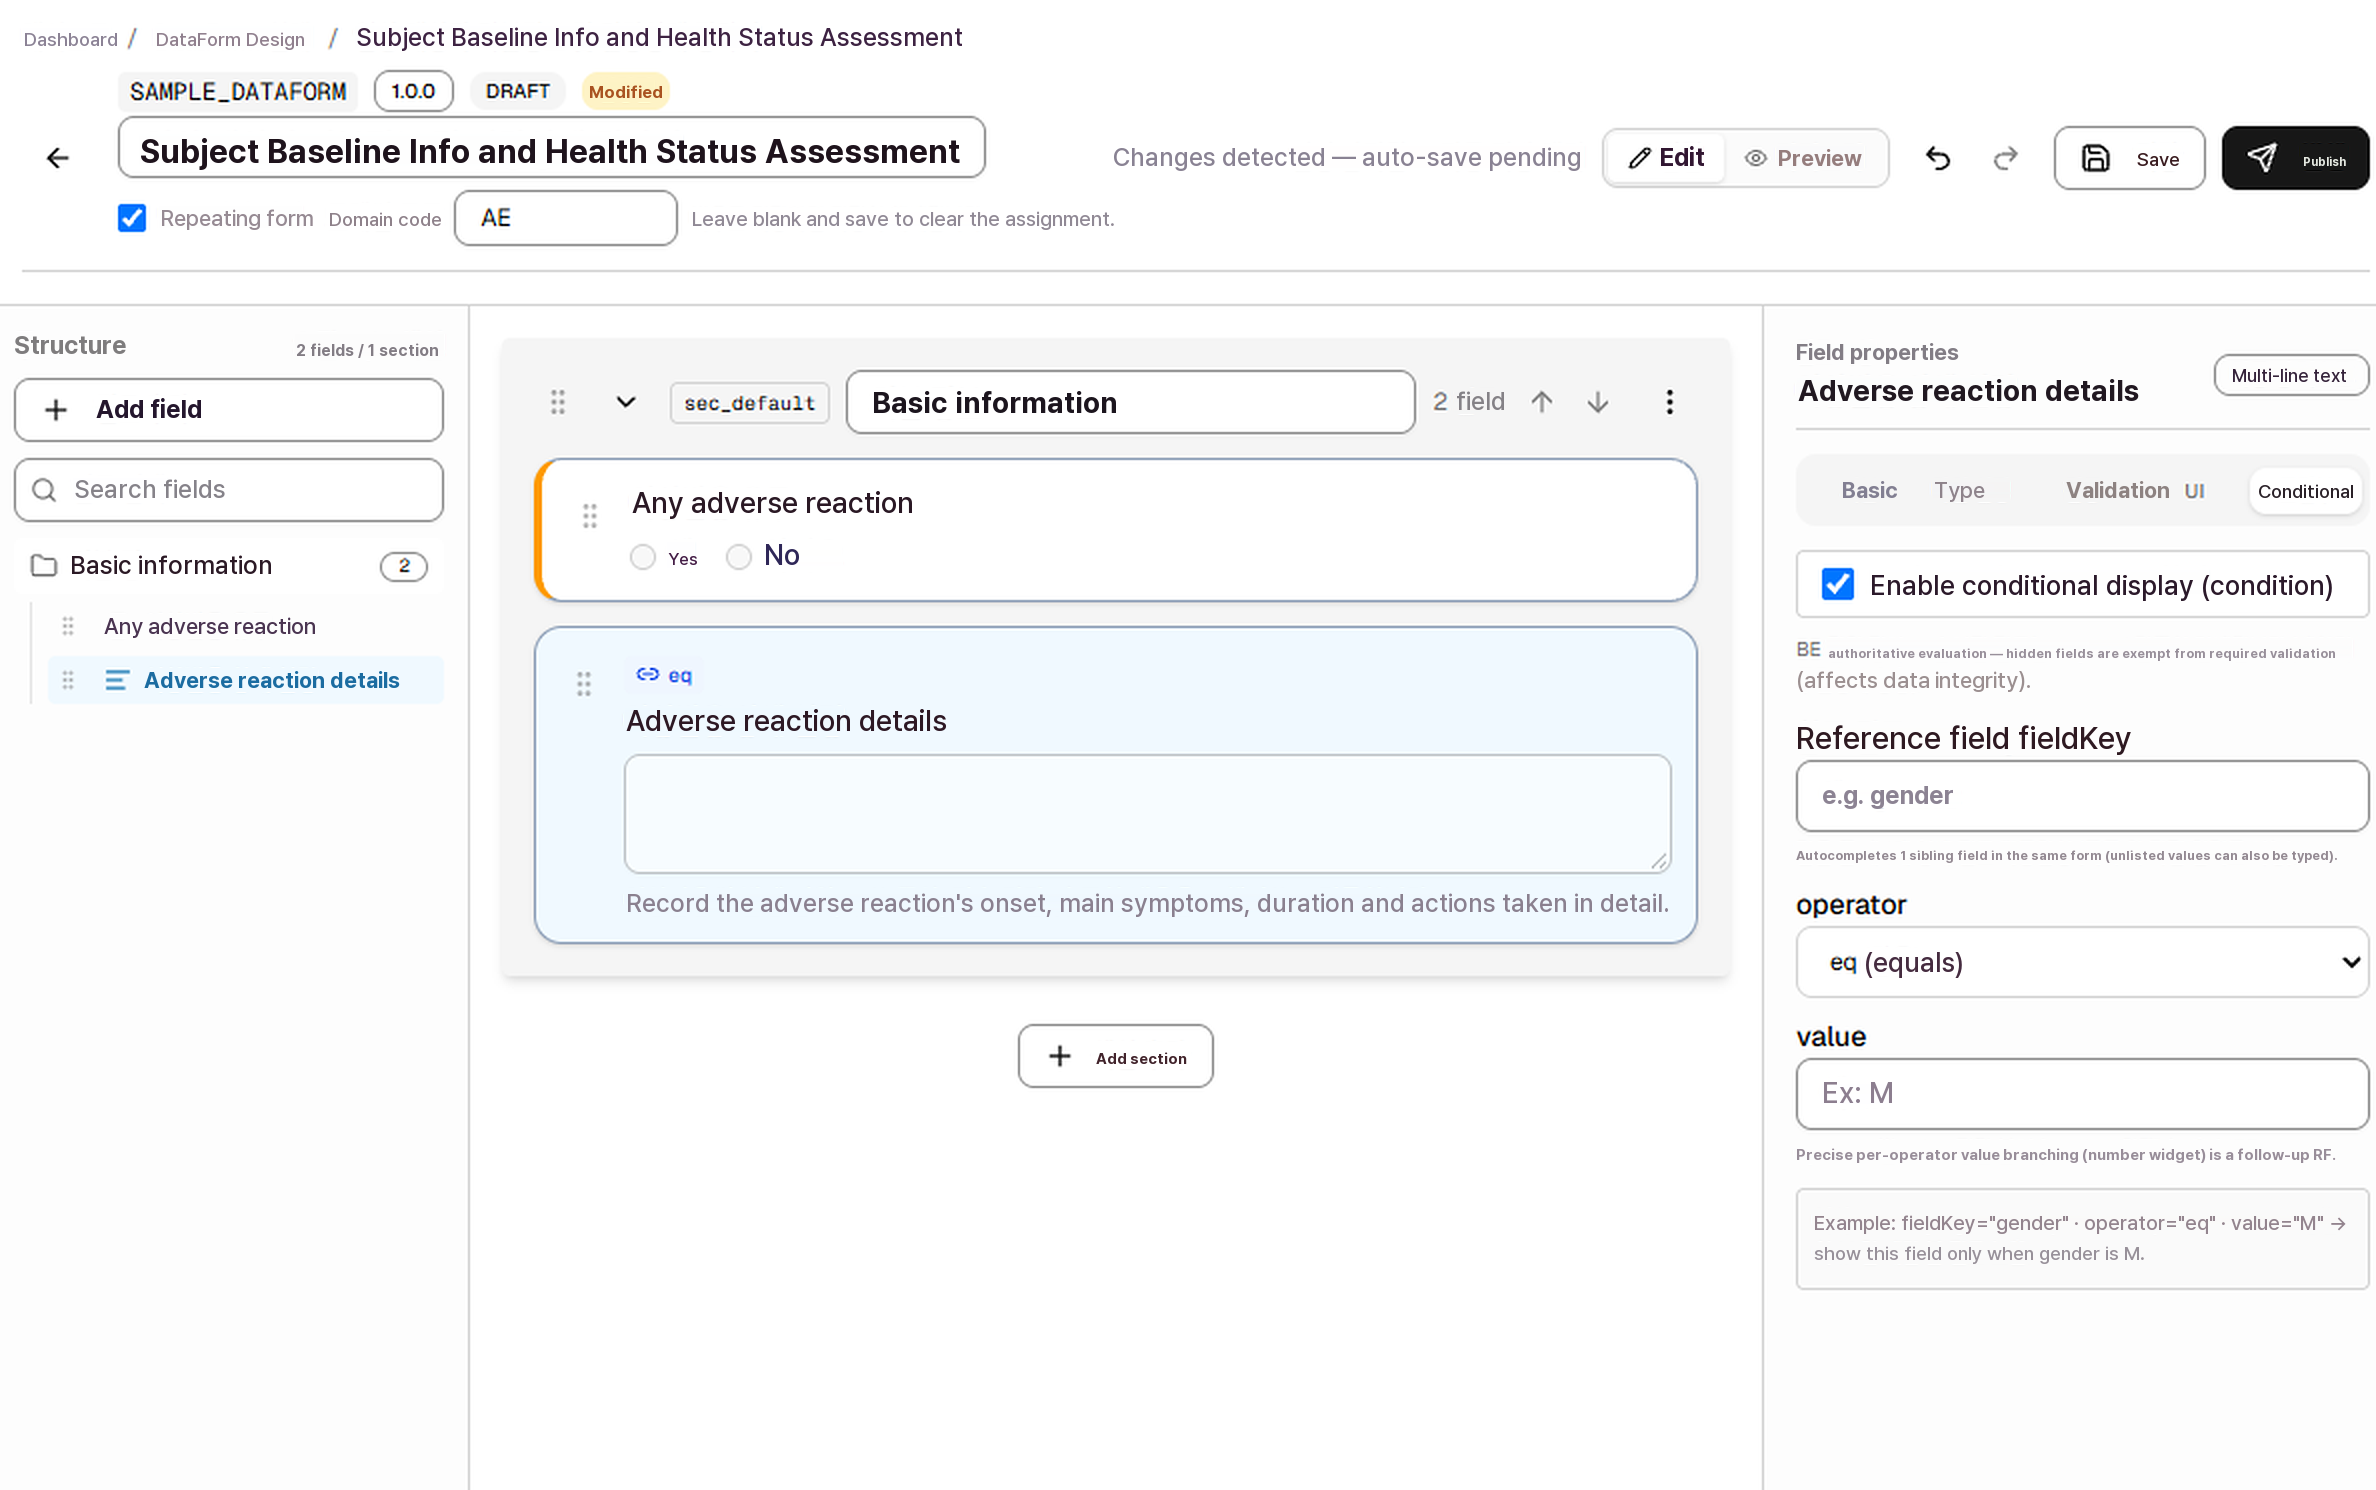 Dashboard / DataForm Design / Subject Baseline Info and Health Status Assessment
SAMPLE_DATAFORM 1.0.0 DRAFT Modified
Subject Baseline Info and Health Status Assessment
Changes detected — auto-save pending Edit Preview Save Publish
Repeating form Domain code AE Leave blank and save to clear the assignment.
Structure 2 fields / 1 section
Add field
Search fields
Basic information 2
Any adverse reaction
Adverse reaction details
sec_default Basic information 2 field
Any adverse reaction
Yes No
eq
Adverse reaction details
Record the adverse reaction's onset, main symptoms, duration and actions taken in detail.
Add section
Field properties
Adverse reaction details Multi-line text
Basic Type Validation UI Conditional
Enable conditional display (condition)
BE authoritative evaluation — hidden fields are exempt from required validation
(affects data integrity).
Reference field fieldKey
e.g. gender
Autocompletes 1 sibling field in the same form (unlisted values can also be typed).
operator
eq (equals)
value
Ex: M
Precise per-operator value branching (number widget) is a follow-up RF.
Example: fieldKey="gender" · operator="eq" · value="M" →
show this field only when gender is M.